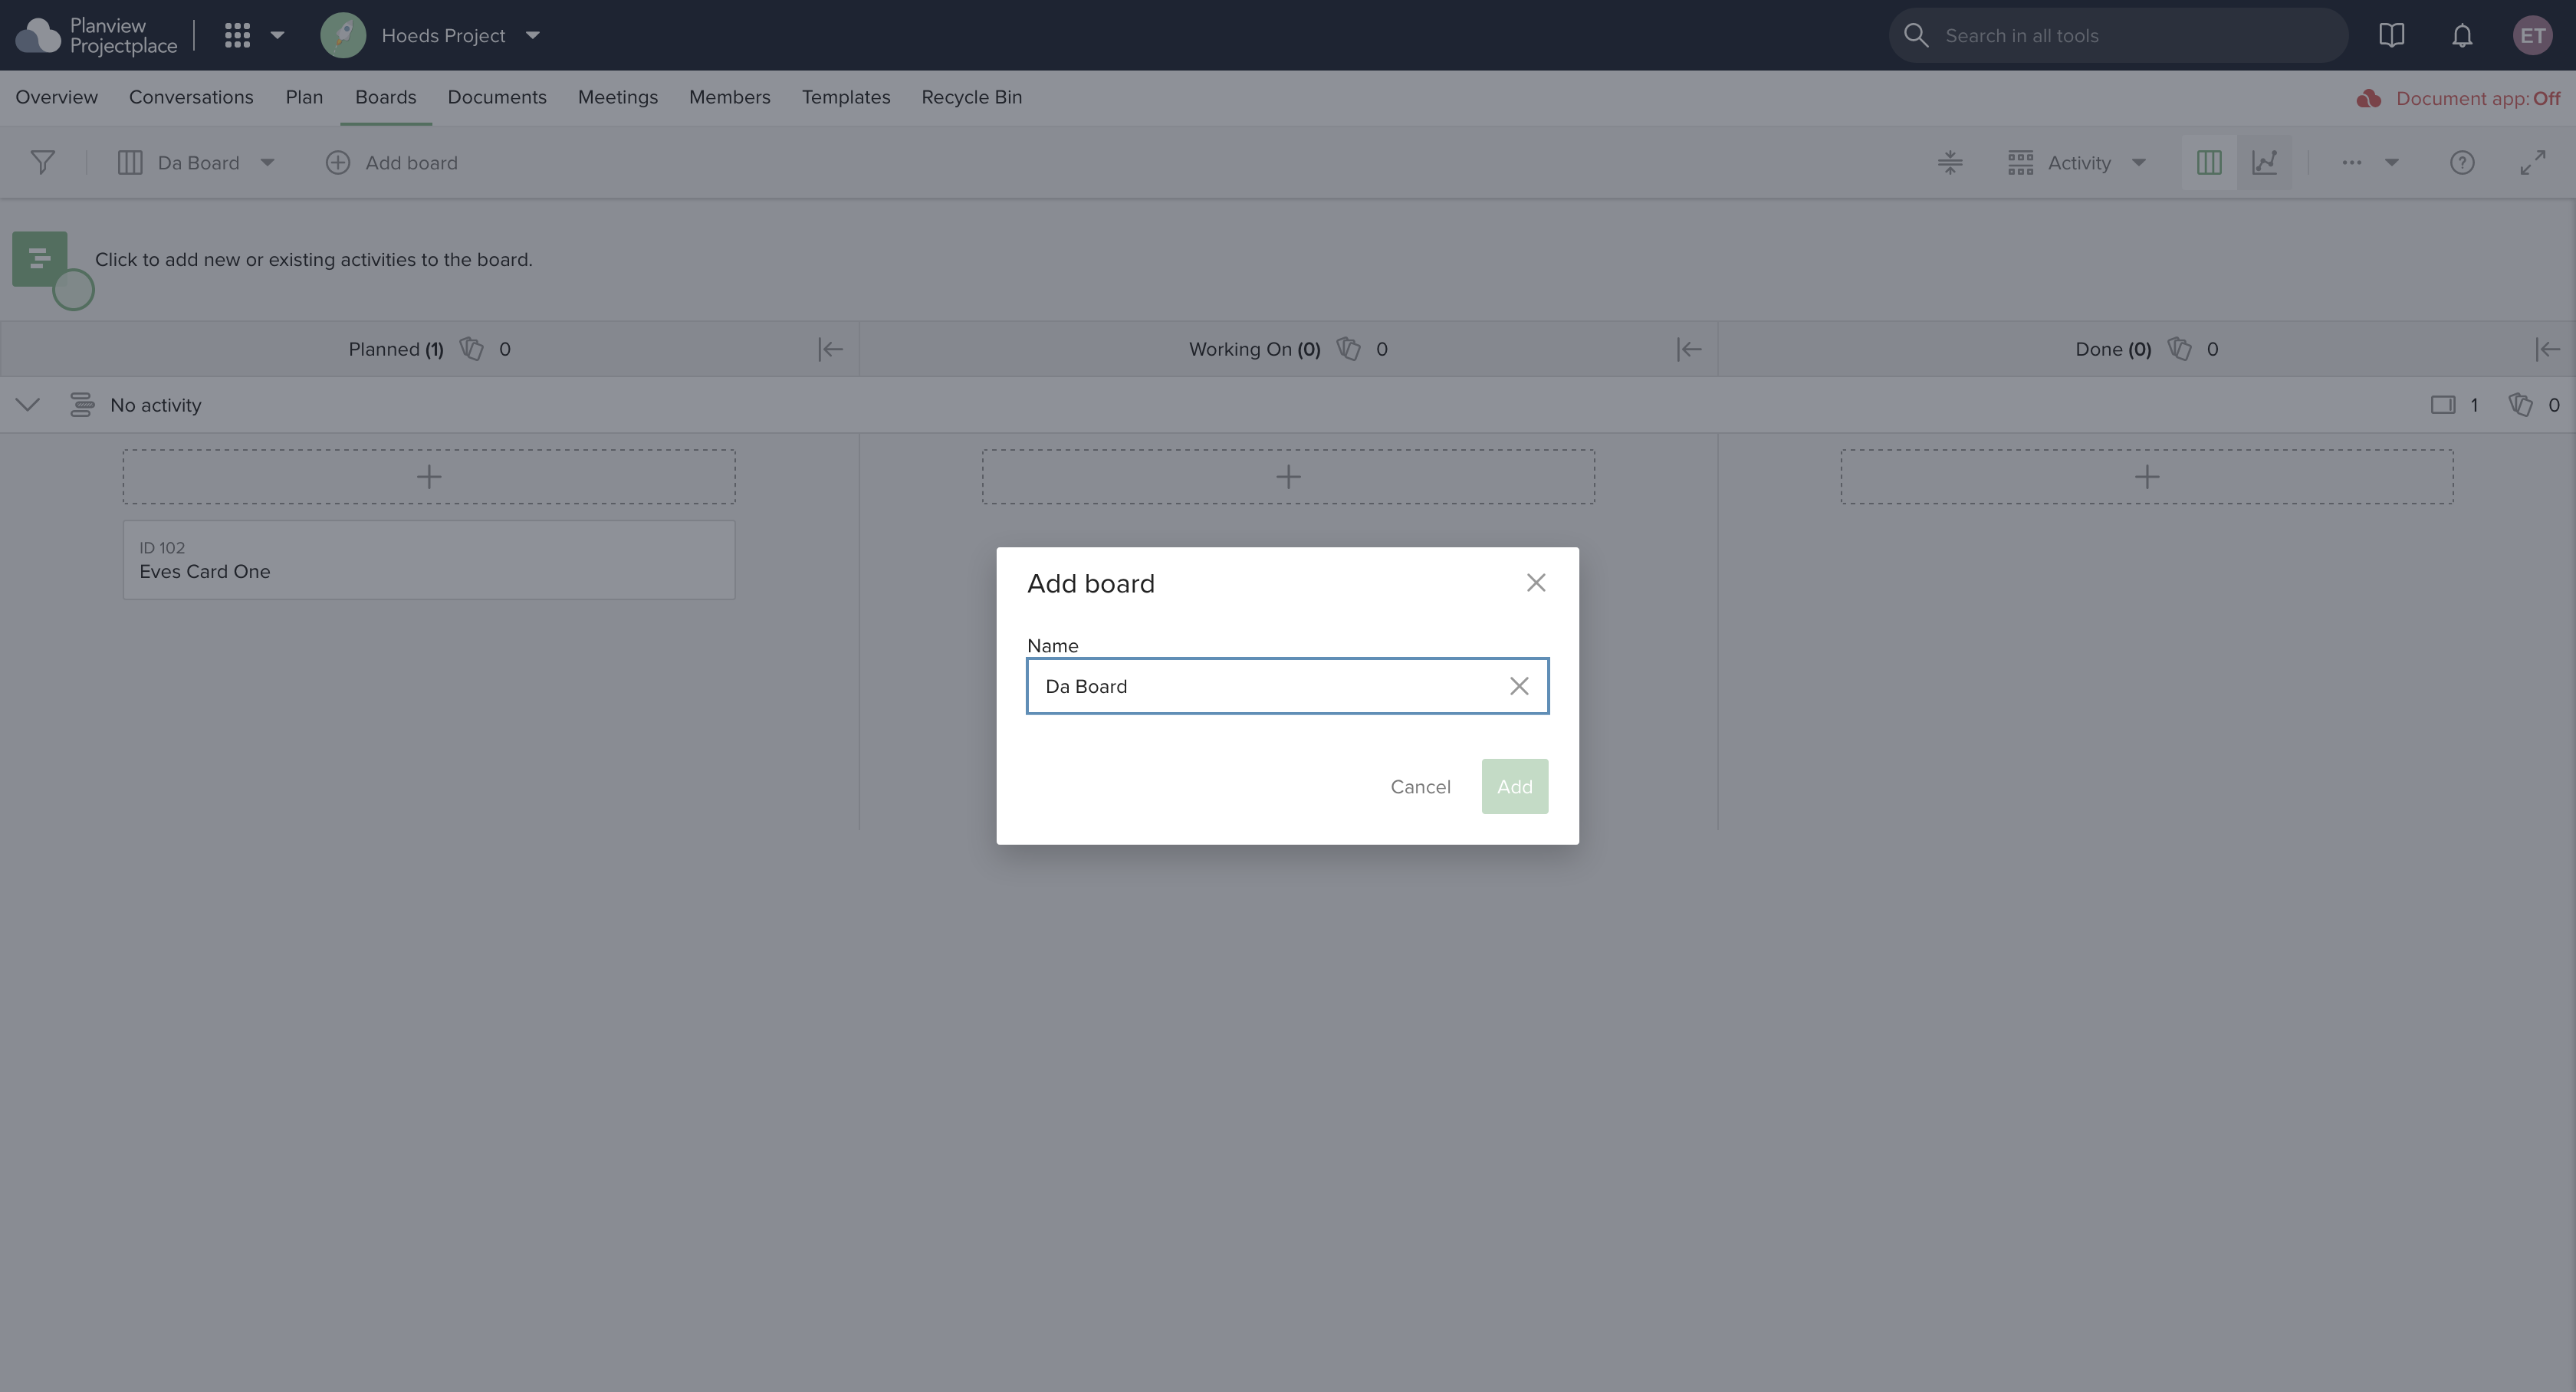 Planview
Projectplace
Hoeds Project
Search in all tools
ET
Overview Conversations Plan Boards Documents Meetings Members Templates Recycle Bin
Document app: Off
Da Board
Add board
Activity
Click to add new or existing activities to the board.
Planned (1) 0
Working On (0) 0
Done (0) 0
No activity
1 0
ID 102
Eves Card One
Add board
Name
Da Board
Cancel
Add